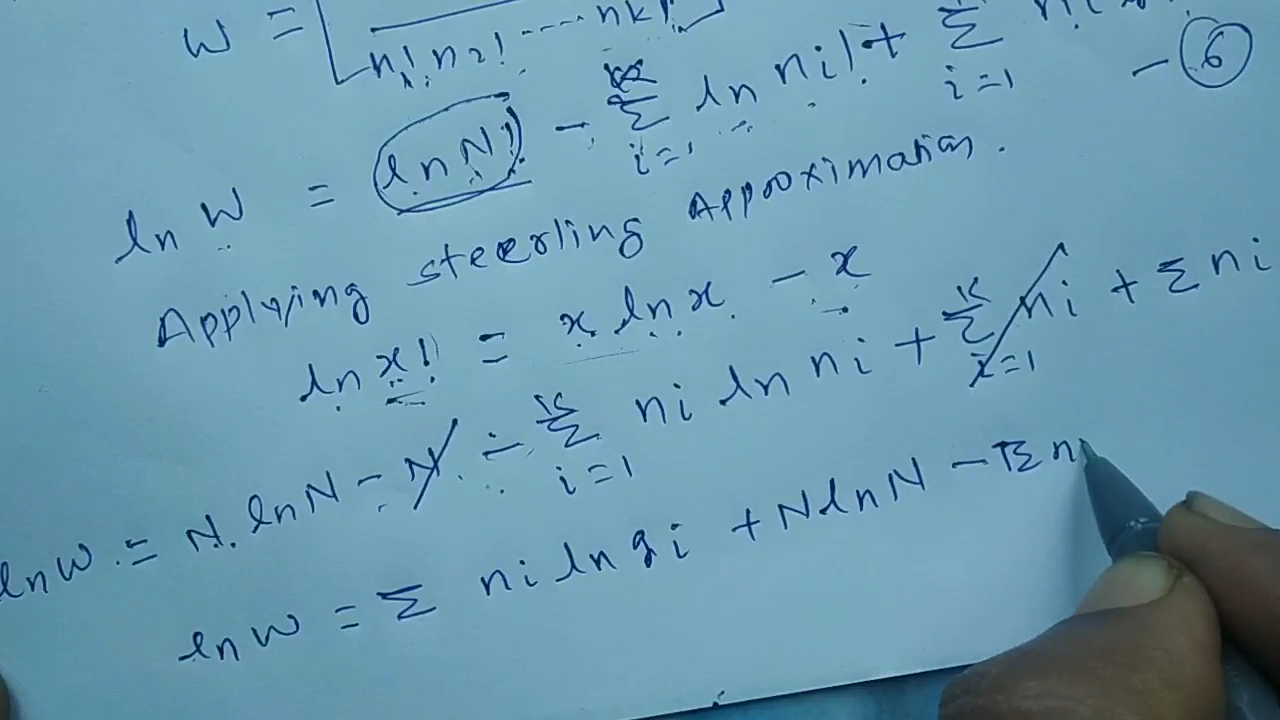 W = [ n1! n2! ---- nk! ]
ln W = ln N! - Σ i=1 ln ni! + Σ i=1 ni - 6
Applying steerling Approximation.
ln x! = x ln x - x
ln W = N. ln N - N - K Σ i=1 ni ln ni + K Σ i=1 ni + Σ ni
ln W = Σ ni ln gi + N ln N - Σ n